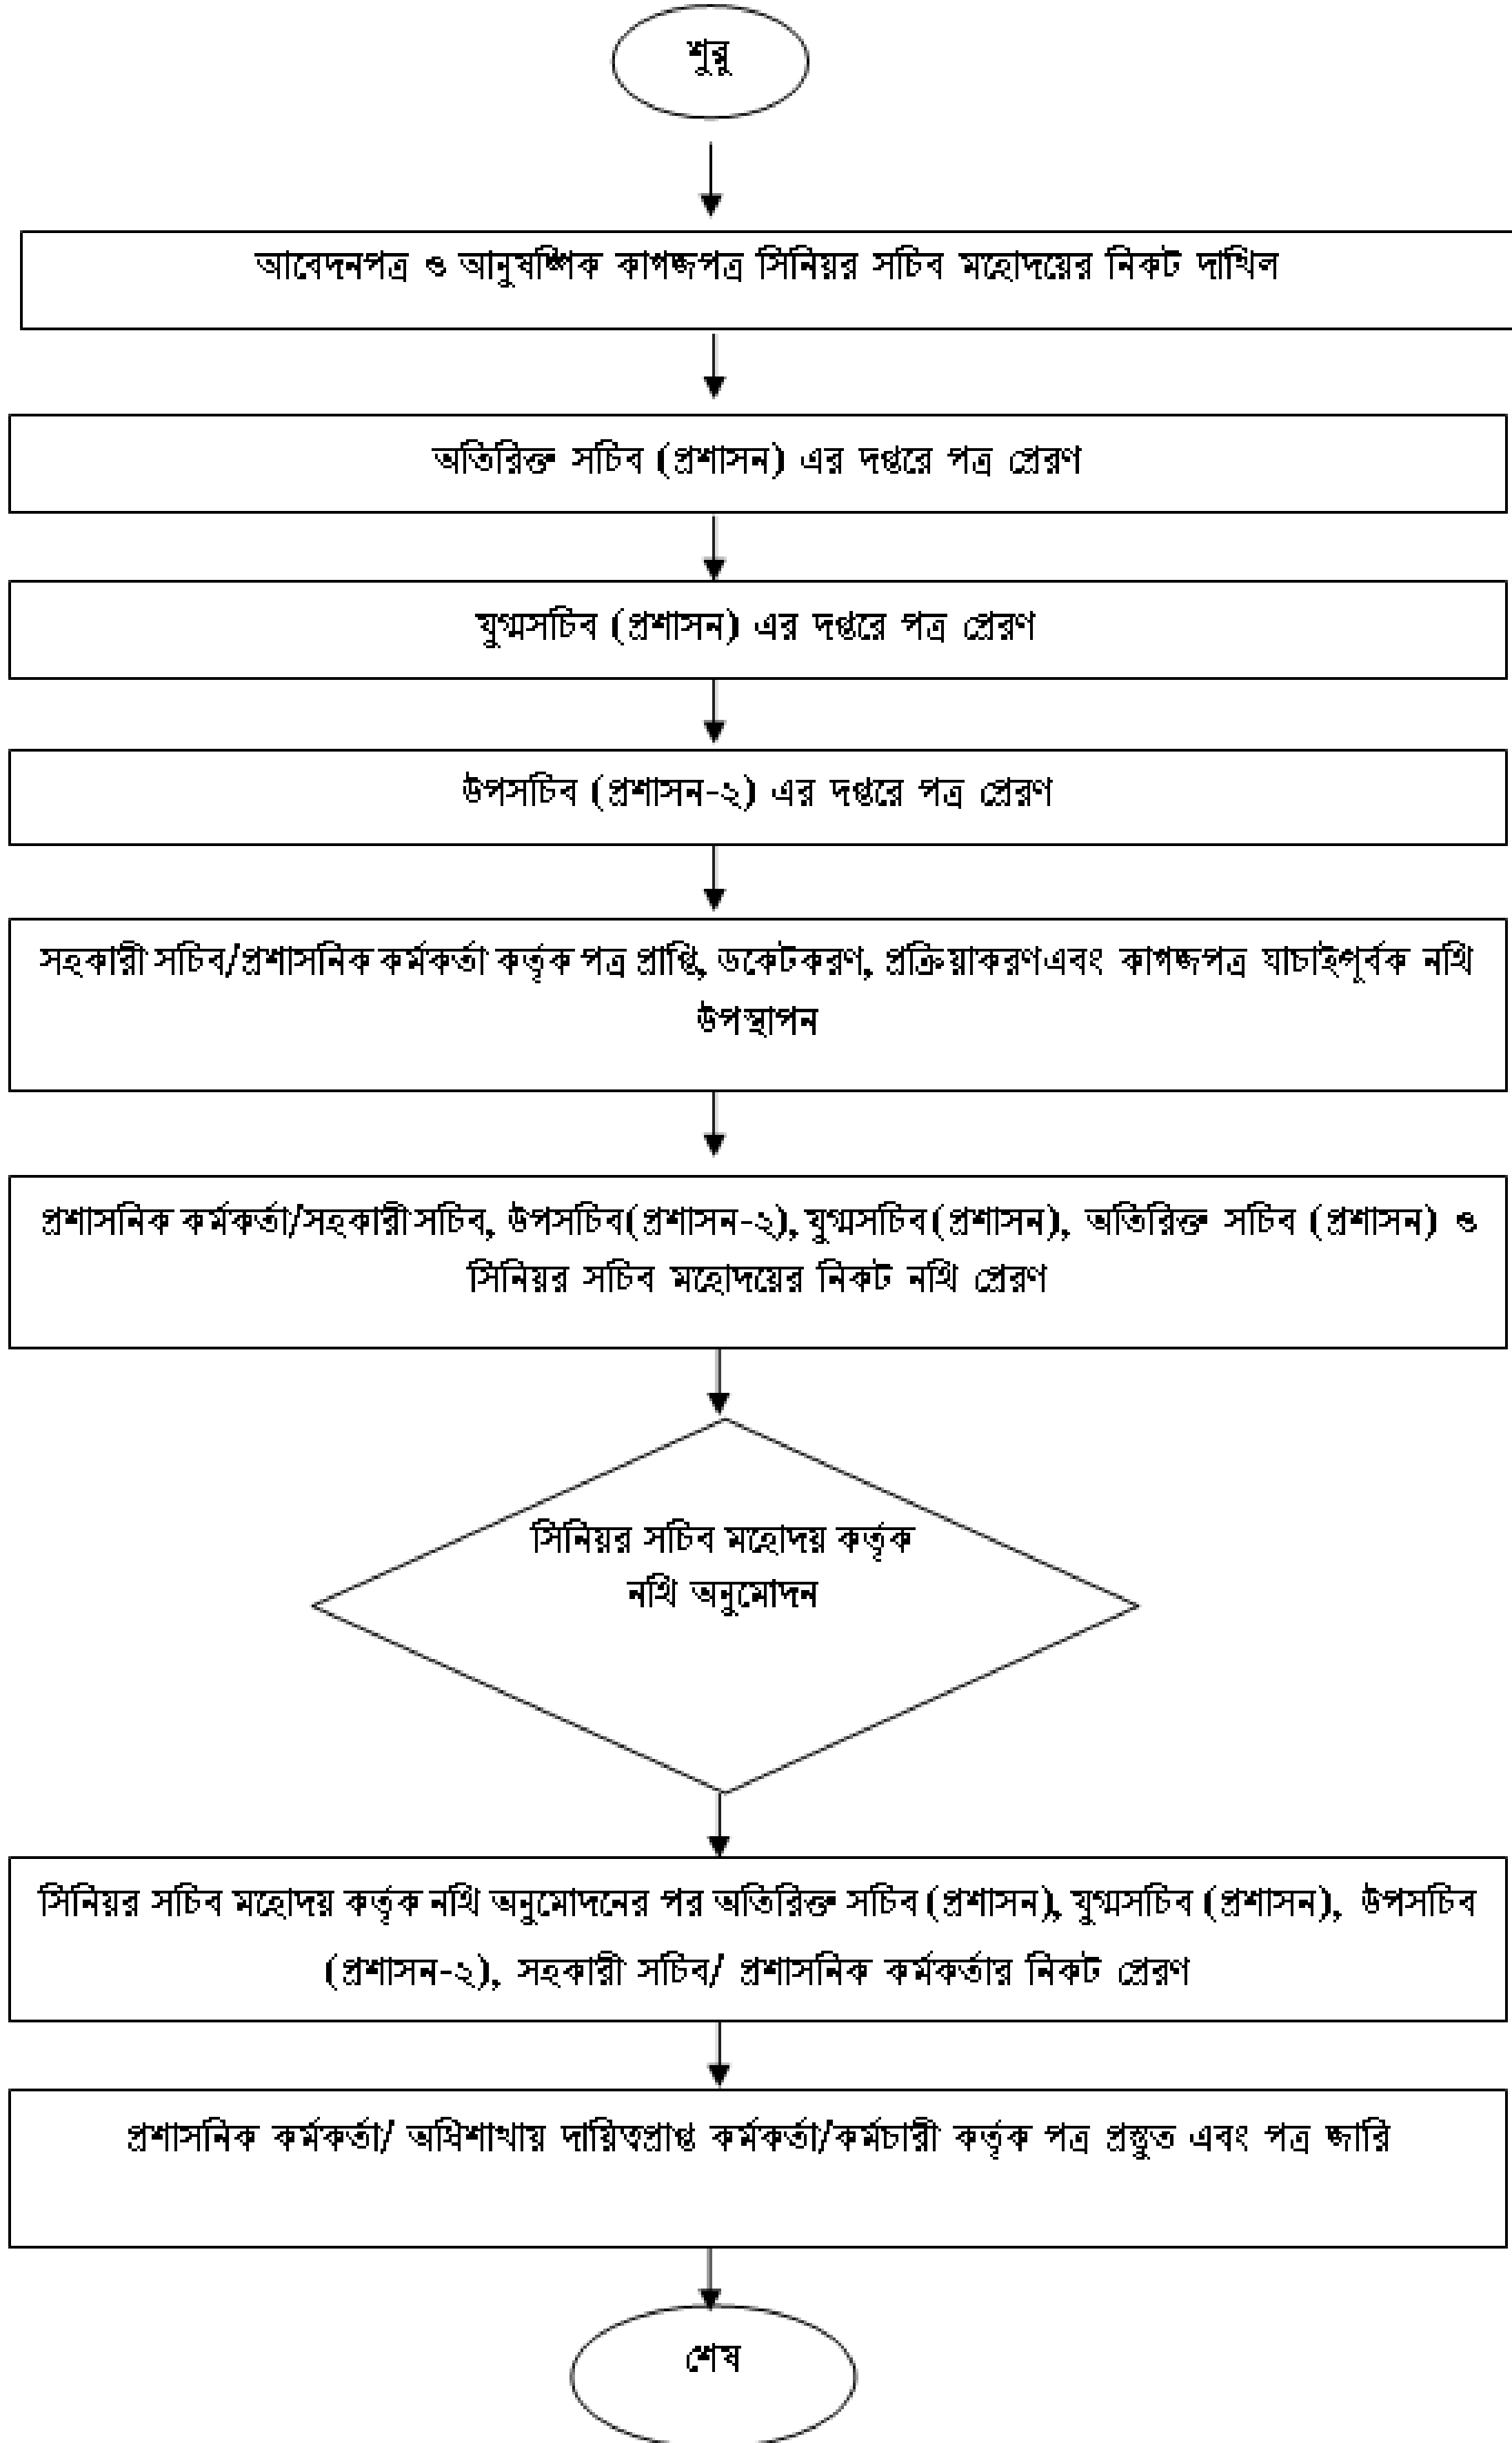 শুরু
আবেদনপত্র ও আনুষঙ্গিক কাগজপত্র সিনিয়র সচিব মহোদয়ের নিকট দাখিল
অতিরিক্ত সচিব (প্রশাসন) এর দপ্তরে পত্র প্রেরণ
যুগ্মসচিব (প্রশাসন) এর দপ্তরে পত্র প্রেরণ
উপসচিব (প্রশাসন-২) এর দপ্তরে পত্র প্রেরণ
সহকারী সচিব/প্রশাসনিক কর্মকর্তা কর্তৃক পত্র প্রাপ্তি, ডকেটকরণ, প্রক্রিয়াকরণ এবং কাগজপত্র যাচাইপূর্বক নথি
উপস্থাপন
প্রশাসনিক কর্মকর্তা/সহকারী সচিব, উপসচিব(প্রশাসন-২), যুগ্মসচিব(প্রশাসন), অতিরিক্ত সচিব (প্রশাসন) ও
সিনিয়র সচিব মহোদয়ের নিকট নথি প্রেরণ
সিনিয়র সচিব মহোদয় কর্তৃক
নথি অনুমোদন
সিনিয়র সচিব মহোদয় কর্তৃক নথি অনুমোদনের পর অতিরিক্ত সচিব (প্রশাসন), যুগ্মসচিব (প্রশাসন), উপসচিব
(প্রশাসন-২), সহকারী সচিব/ প্রশাসনিক কর্মকর্তার নিকট প্রেরণ
প্রশাসনিক কর্মকর্তা/ অধিশাখায় দায়িত্বপ্রাপ্ত কর্মকর্তা/কর্মচারী কর্তৃক পত্র প্রস্তুত এবং পত্র জারি
শেষ